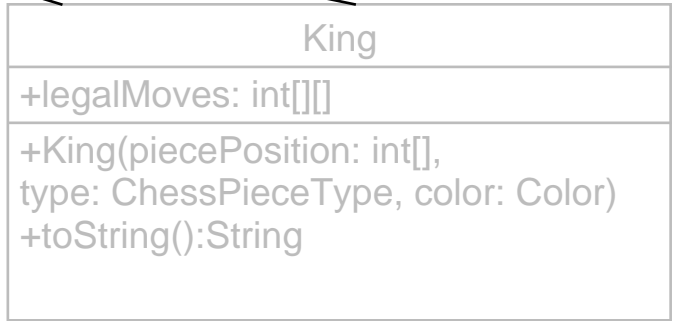 King
+legalMoves: int[][]
+King(piecePosition: int[],
type: ChessPieceType, color: Color)
+toString():String